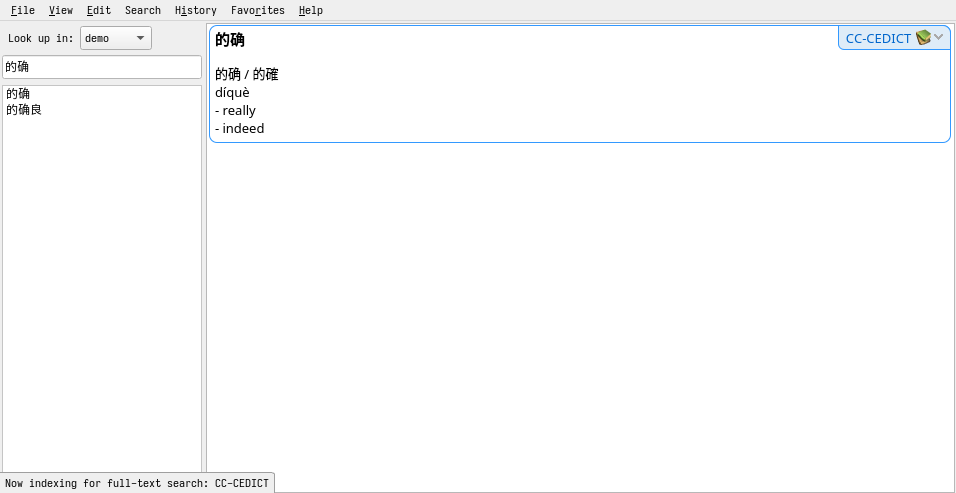 File View Edit Search History Favorites Help
Look up in: demo
的确
的确
的确良
的确
CC-CEDICT
的确 / 的確
díquè
- really
- indeed
Now indexing for full-text search: CC-CEDICT